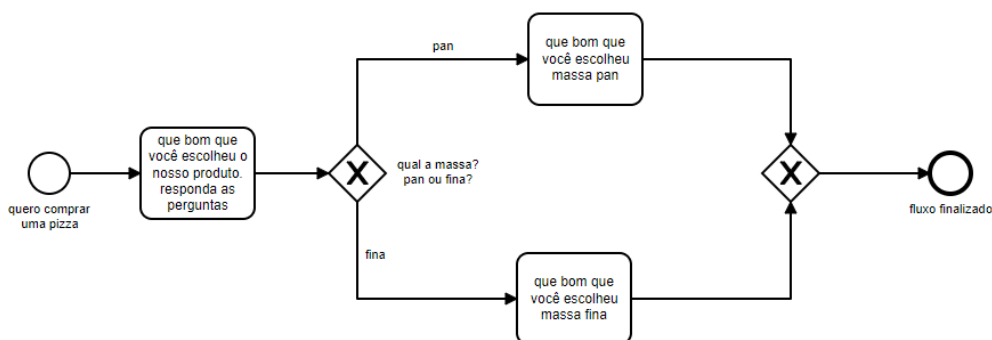 quero comprar
uma pizza
que bom que
você escolheu o
nosso produto.
responda as
perguntas
qual a massa?
pan ou fina?
pan
que bom que
você escolheu
massa pan
fina
que bom que
você escolheu
massa fina
fluxo finalizado